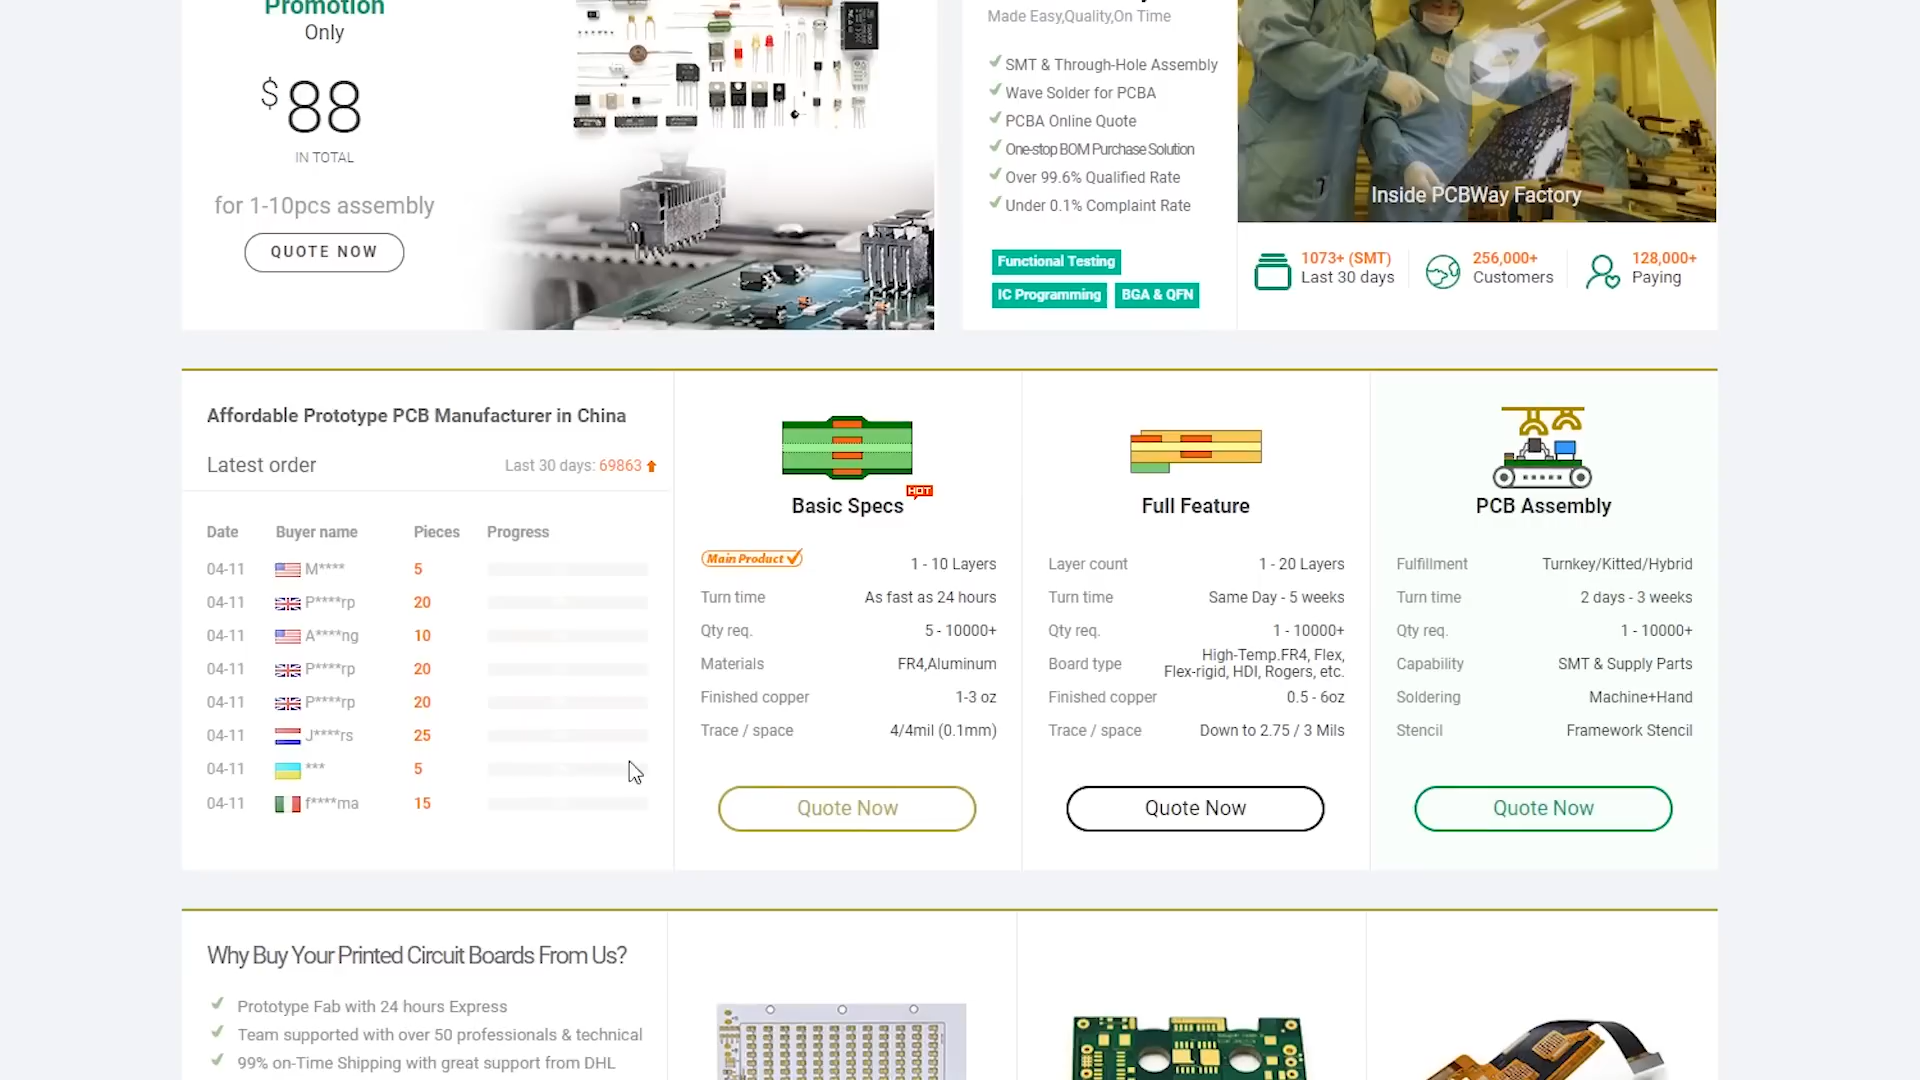 Promotion
Only
$88
IN TOTAL
for 1-10pcs assembly
QUOTE NOW
Made Easy,Quality,On Time
SMT & Through-Hole Assembly
Wave Solder for PCBA
PCBA Online Quote
One-stop BOM Purchase Solution
Over 99.6% Qualified Rate
Under 0.1% Complaint Rate
Functional Testing
IC Programming
BGA & QFN
Inside PCBWay Factory
1073+ (SMT)
Last 30 days
256,000+
Customers
128,000+
Paying
Affordable Prototype PCB Manufacturer in China
Latest order
Last 30 days: 69863
Date Buyer name Pieces Progress
04-11 M**** 5
04-11 P****rp 20
04-11 A****ng 10
04-11 P****rp 20
04-11 P****rp 20
04-11 J****rs 25
04-11 *** 5
04-11 f****ma 15
HOT
Basic Specs
Main Product 1 - 10 Layers
Turn time As fast as 24 hours
Qty req. 5 - 10000+
Materials FR4,Aluminum
Finished copper 1-3 oz
Trace / space 4/4mil (0.1mm)
Quote Now
Full Feature
Layer count 1 - 20 Layers
Turn time Same Day - 5 weeks
Qty req. 1 - 10000+
Board type High-Temp.FR4, Flex,
Flex-rigid, HDI, Rogers, etc.
Finished copper 0.5 - 6oz
Trace / space Down to 2.75 / 3 Mils
Quote Now
PCB Assembly
Fulfillment Turnkey/Kitted/Hybrid
Turn time 2 days - 3 weeks
Qty req. 1 - 10000+
Capability SMT & Supply Parts
Soldering Machine+Hand
Stencil Framework Stencil
Quote Now
Why Buy Your Printed Circuit Boards From Us?
Prototype Fab with 24 hours Express
Team supported with over 50 professionals & technical
99% on-Time Shipping with great support from DHL